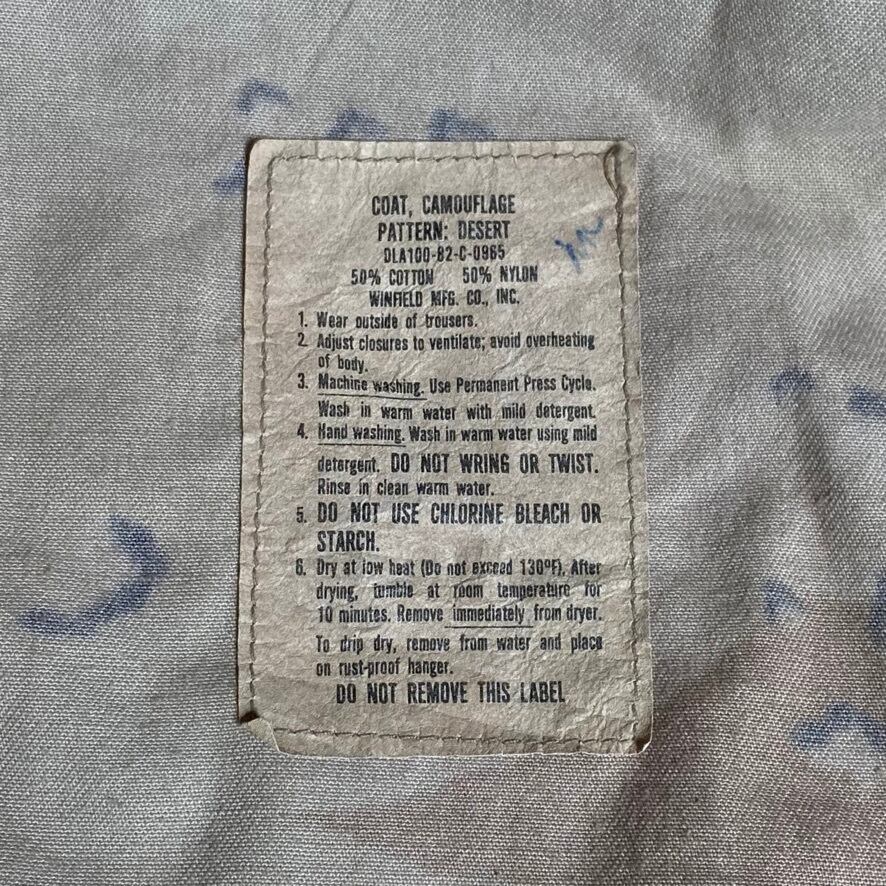 COAT, CAMOUFLAGE
PATTERN: DESERT
DLA100-82-C-0965
50% COTTON 50% NYLON
WINFIELD MFG. CO., INC.
1. Wear outside of trousers.
2. Adjust closures to ventilate; avoid overheating
of body.
3. Machine washing. Use Permanent Press Cycle.
Wash in warm water with mild detergent.
4. Hand washing. Wash in warm water using mild
detergent. DO NOT WRING OR TWIST.
Rinse in clean warm water.
5. DO NOT USE CHLORINE BLEACH OR
STARCH.
6. Dry at low heat (Do not exceed 130ºF). After
drying, tumble at room temperature for
10 minutes. Remove immediately from dryer.
To drip dry, remove from water and place
on rust-proof hanger.
DO NOT REMOVE THIS LABEL